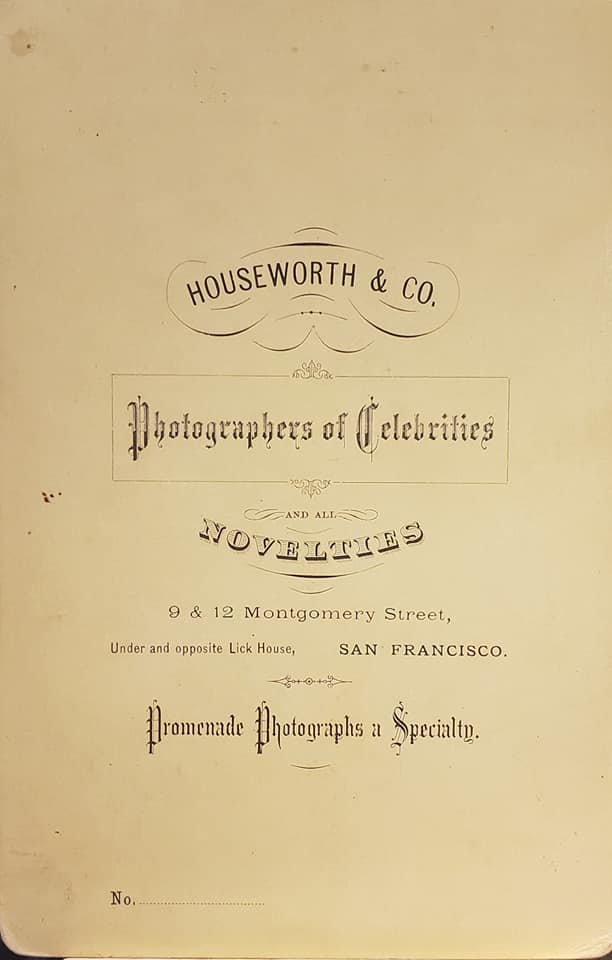 HOUSEWORTH & CO.
Photographers of Celebrities
AND ALL
NOVELTIES
9 & 12 Montgomery Street,
Under and opposite Lick House, SAN FRANCISCO.
Promenade Photographs a Specialty.
No.